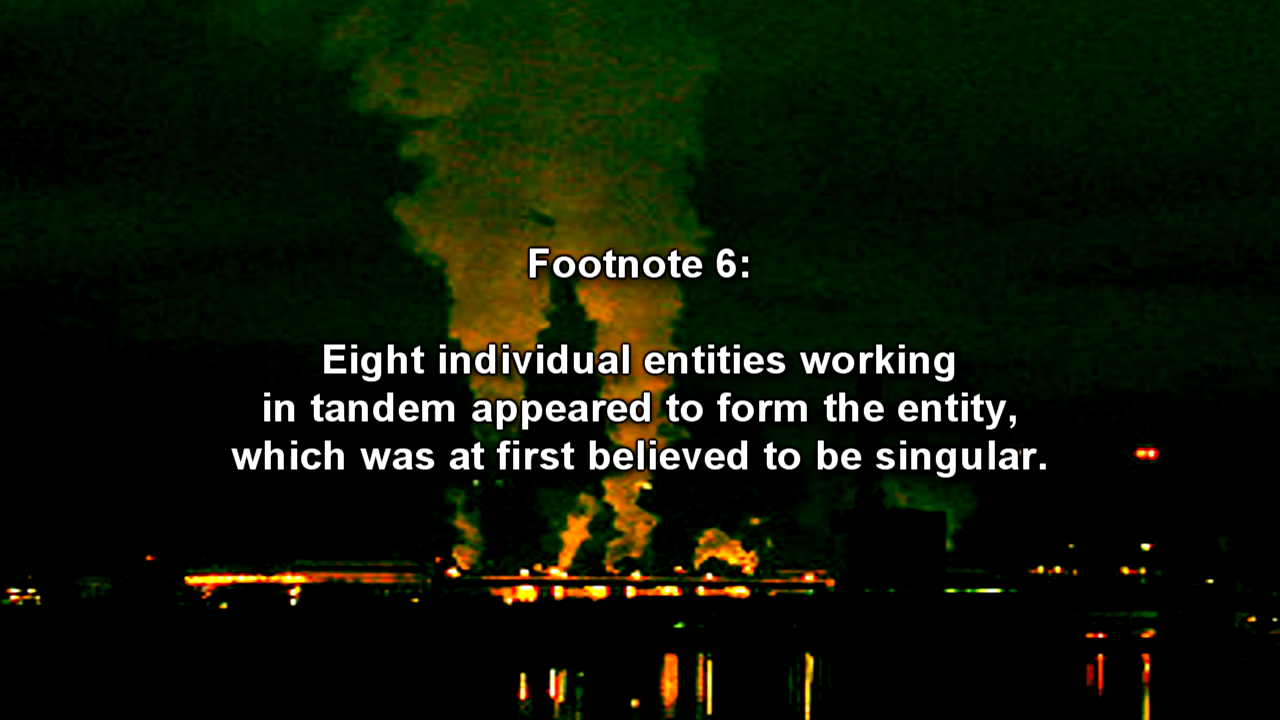 Footnote 6:
Eight individual entities working
in tandem appeared to form the entity,
which was at first believed to be singular.